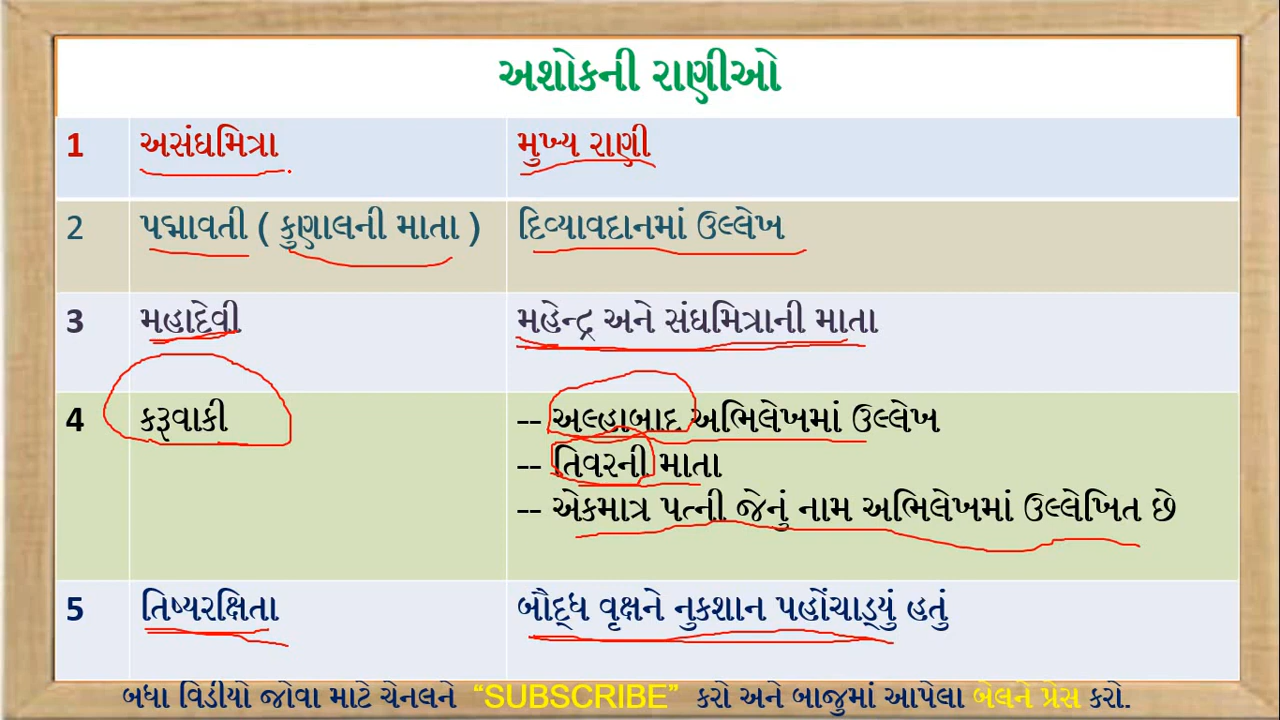 અશોકની રાણીઓ
1 અસંઘમિત્રા મુખ્ય રાણી
2 પદ્માવતી ( કુણાલની માતા ) દિવ્યાવદાનમાં ઉલ્લેખ
3 મહાદેવી મહેન્દ્ર અને સંઘમિત્રાની માતા
4 કરૂવાકી -- અલ્હાબાદ અભિલેખમાં ઉલ્લેખ
-- તિવરની માતા
-- એકમાત્ર પત્ની જેનું નામ અભિલેખમાં ઉલ્લેખિત છે
5 તિષ્યરક્ષિતા બૌદ્ધ વૃક્ષને નુકશાન પહોંચાડ્યું હતું
બધા વિડીયો જોવા માટે ચેનલને “SUBSCRIBE” કરો અને બાજુમાં આપેલા બેલને પ્રેસ કરો.